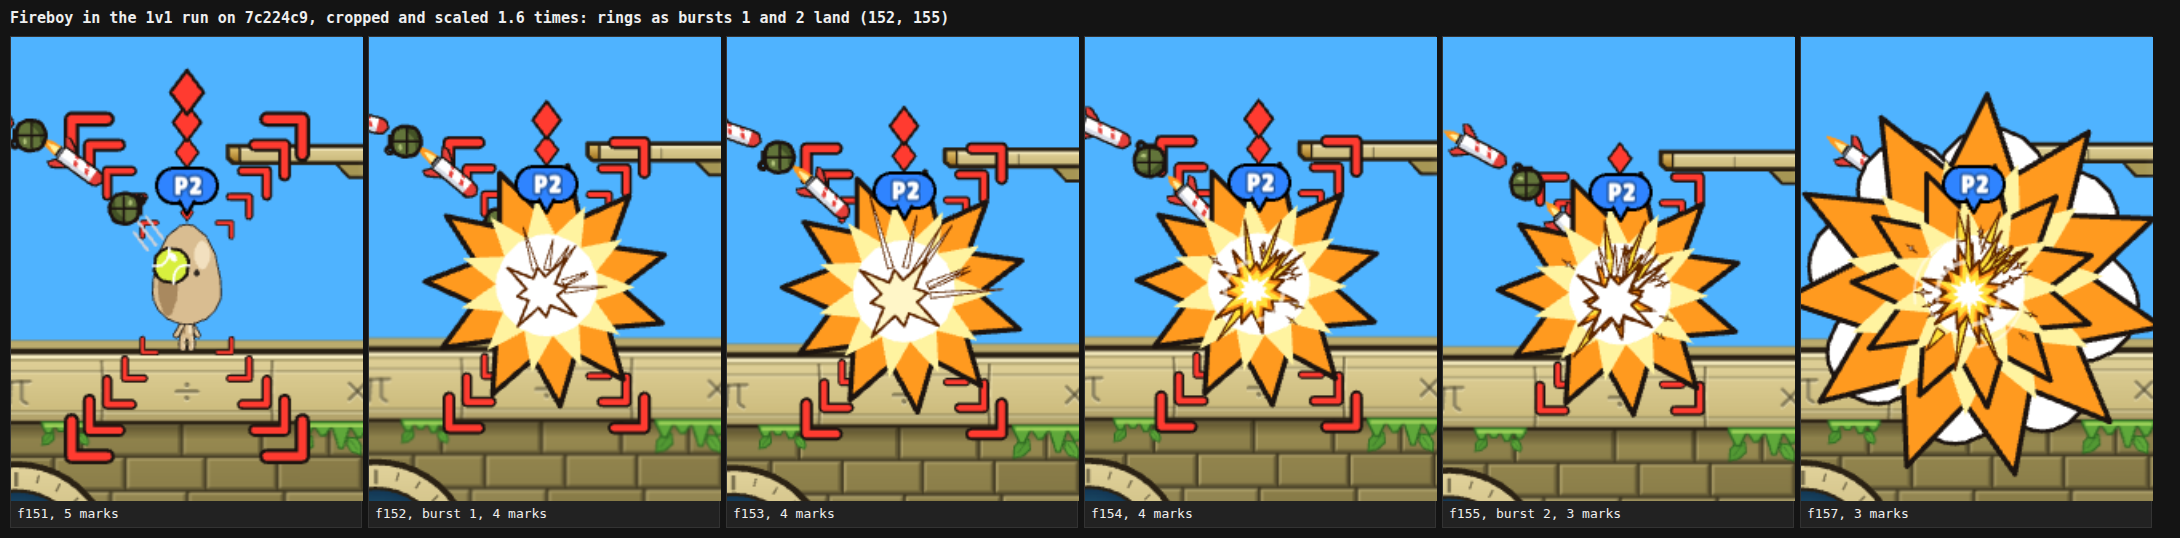 Fireboy in the 1v1 run on 7c224c9, cropped and scaled 1.6 times: rings as bursts 1 and 2 land (152, 155)
P2
P2
P2
P2
P2
P2
π ÷ ×
π ÷ ×
π ÷ ×
π ÷ ×
π ÷ ×
π ×
f151, 5 marks
f152, burst 1, 4 marks
f153, 4 marks
f154, 4 marks
f155, burst 2, 3 marks
f157, 3 marks